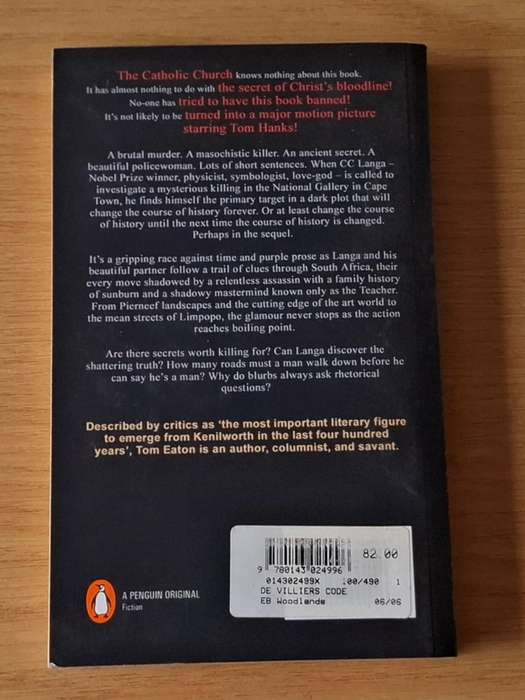 The Catholic Church knows nothing about this book.
It has almost nothing to do with the secret of Christ's bloodline!
No-one has tried to have this book banned!
It's not likely to be turned into a major motion picture
starring Tom Hanks!
A brutal murder. A masochistic killer. An ancient secret. A
beautiful policewoman. Lots of short sentences. When CC Langa –
Nobel Prize winner, physicist, symbologist, love-god – is called to
investigate a mysterious killing in the National Gallery in Cape
Town, he finds himself the primary target in a dark plot that will
change the course of history forever. Or at least change the course
of history until the next time the course of history is changed.
Perhaps in the sequel.
It's a gripping race against time and purple prose as Langa and his
beautiful partner follow a trail of clues through South Africa, their
every move shadowed by a relentless assassin with a family history
of sunburn and a shadowy mastermind known only as the Teacher.
From Pierneef landscapes and the cutting edge of the art world to
the mean streets of Limpopo, the glamour never stops as the action
reaches boiling point.
Are there secrets worth killing for? Can Langa discover the
shattering truth? How many roads must a man walk down before he
can say he's a man? Why do blurbs always ask rhetorical
questions?
Described by critics as 'the most important literary figure
to emerge from Kenilworth in the last four hundred
years', Tom Eaton is an author, columnist, and savant.
82.00
9 780143 024996
014302499X 100/490 1
DE VILLIERS CODE
EB Woodlands 06/06
A PENGUIN ORIGINAL
Fiction